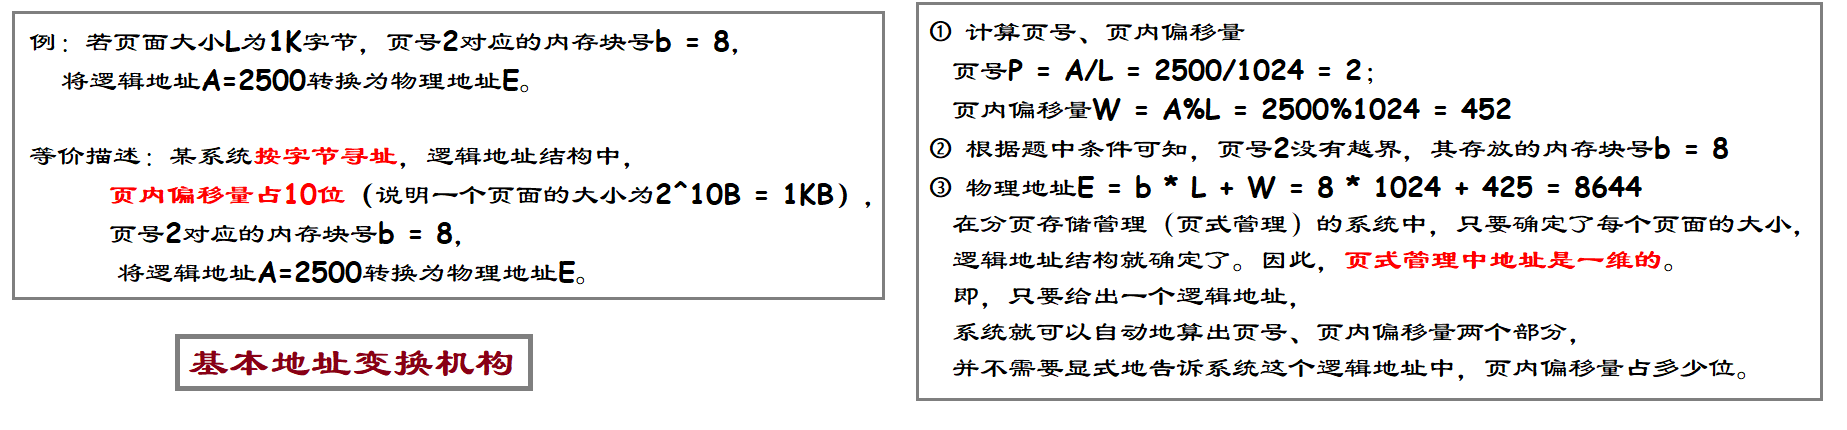 例：若页面大小L为1K字节，页号2对应的内存块号b = 8，
将逻辑地址A=2500转换为物理地址E。
等价描述：某系统按字节寻址，逻辑地址结构中，
页内偏移量占10位（说明一个页面的大小为2^10B = 1KB），
页号2对应的内存块号b = 8，
将逻辑地址A=2500转换为物理地址E。
基本地址变换机构
① 计算页号、页内偏移量
页号P = A/L = 2500/1024 = 2；
页内偏移量W = A%L = 2500%1024 = 452
② 根据题中条件可知，页号2没有越界，其存放的内存块号b = 8
③ 物理地址E = b * L + W = 8 * 1024 + 425 = 8644
在分页存储管理（页式管理）的系统中，只要确定了每个页面的大小，
逻辑地址结构就确定了。因此，页式管理中地址是一维的。
即，只要给出一个逻辑地址，
系统就可以自动地算出页号、页内偏移量两个部分，
并不需要显式地告诉系统这个逻辑地址中，页内偏移量占多少位。